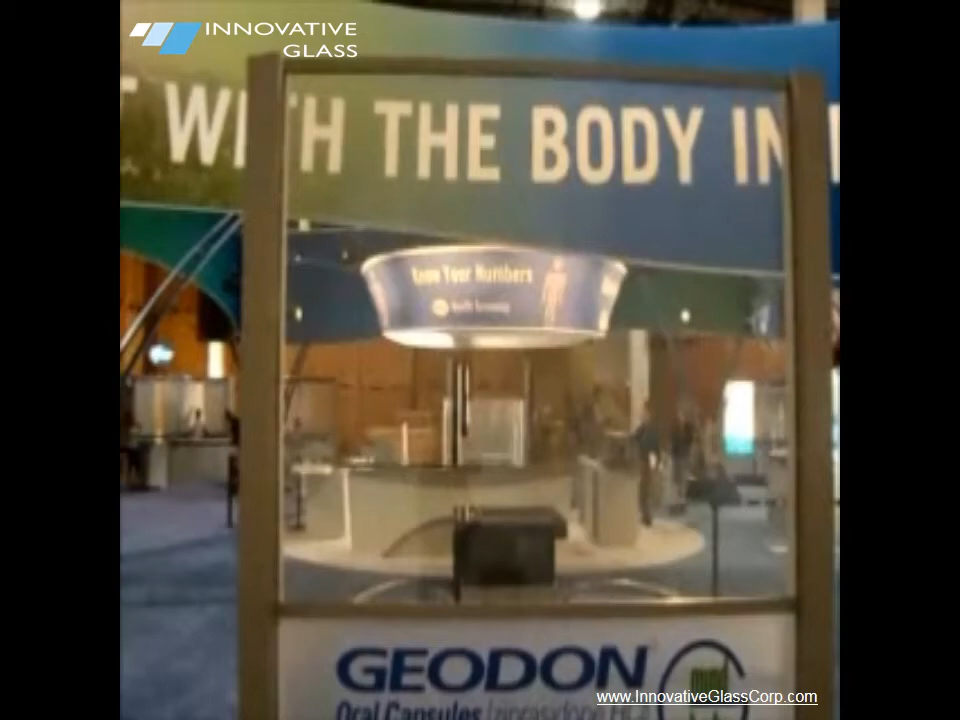 INNOVATIVE
GLASS
WITH THE BODY IN
Know Your Numbers
GEODON
Oral Capsules
www.InnovativeGlassCorp.com